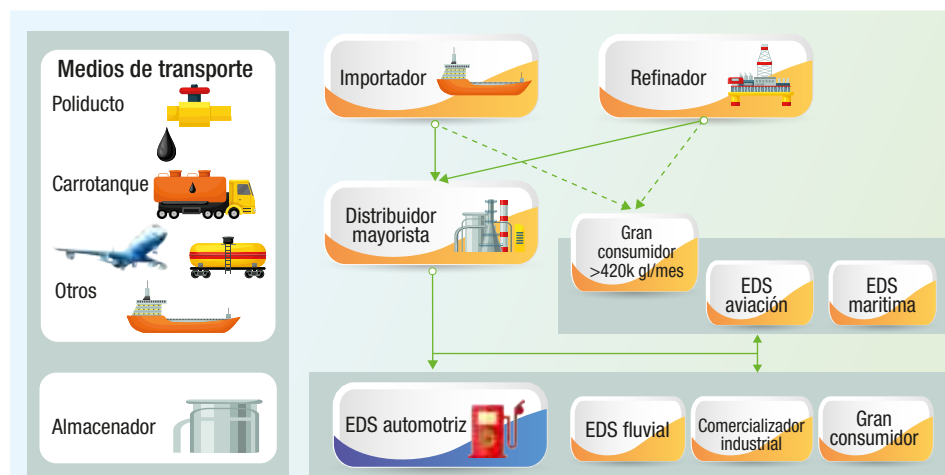 Medios de transporte
Poliducto
Carrotanque
Otros
Almacenador
Importador
Refinador
Distribuidor
mayorista
Gran
consumidor
>420k gl/mes
EDS
aviación
EDS
maritima
EDS automotriz
EDS fluvial
Comercializador
industrial
Gran
consumidor